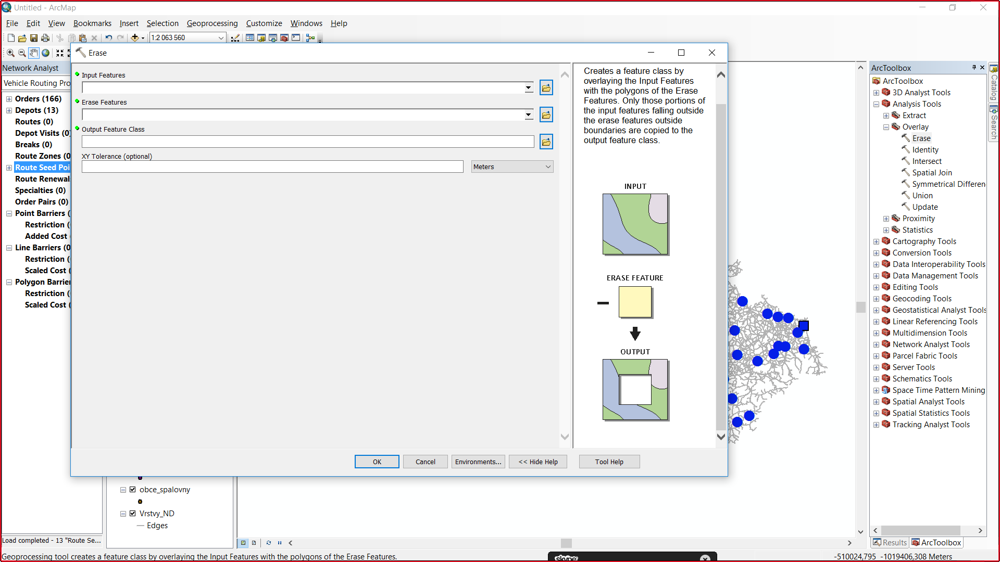 Untitled - ArcMap
File Edit View Bookmarks Insert Selection Geoprocessing Customize Windows Help
1:2 063 560
Network Analyst
Vehicle Routing Pro
Orders (166)
Depots (13)
Routes (0)
Depot Visits (0)
Breaks (0)
Route Zones (0
Route Seed Poi
Route Renewal
Specialties (0)
Order Pairs (0)
Point Barriers (
Restriction (
Added Cost
Line Barriers (0
Restriction (
Scaled Cost (
Polygon Barrier
Restriction (
Scaled Cost (
Load completed - 13 "Route Se...
Erase
Input Features
Erase Features
Output Feature Class
XY Tolerance (optional)
Meters
Creates a feature class by
overlaying the Input Features
with the polygons of the Erase
Features. Only those portions of
the input features falling outside
the erase features outside
boundaries are copied to the
output feature class.
INPUT
ERASE FEATURE
OUTPUT
OK Cancel Environments... << Hide Help Tool Help
obce_spalovny
Vrstvy_ND
Edges
ArcToolbox
ArcToolbox
3D Analyst Tools
Analysis Tools
Extract
Overlay
Erase
Identity
Intersect
Spatial Join
Symmetrical Differen
Union
Update
Proximity
Statistics
Cartography Tools
Conversion Tools
Data Interoperability Tools
Data Management Tools
Editing Tools
Geocoding Tools
Geostatistical Analyst Tools
Linear Referencing Tools
Multidimension Tools
Network Analyst Tools
Parcel Fabric Tools
Server Tools
Schematics Tools
Space Time Pattern Mining
Spatial Analyst Tools
Spatial Statistics Tools
Tracking Analyst Tools
Results ArcToolbox
Catalog
Search
Geoprocessing tool creates a feature class by overlaying the Input Features with the polygons of the Erase Features.
skype
-510024,795 -1019406,308 Meters